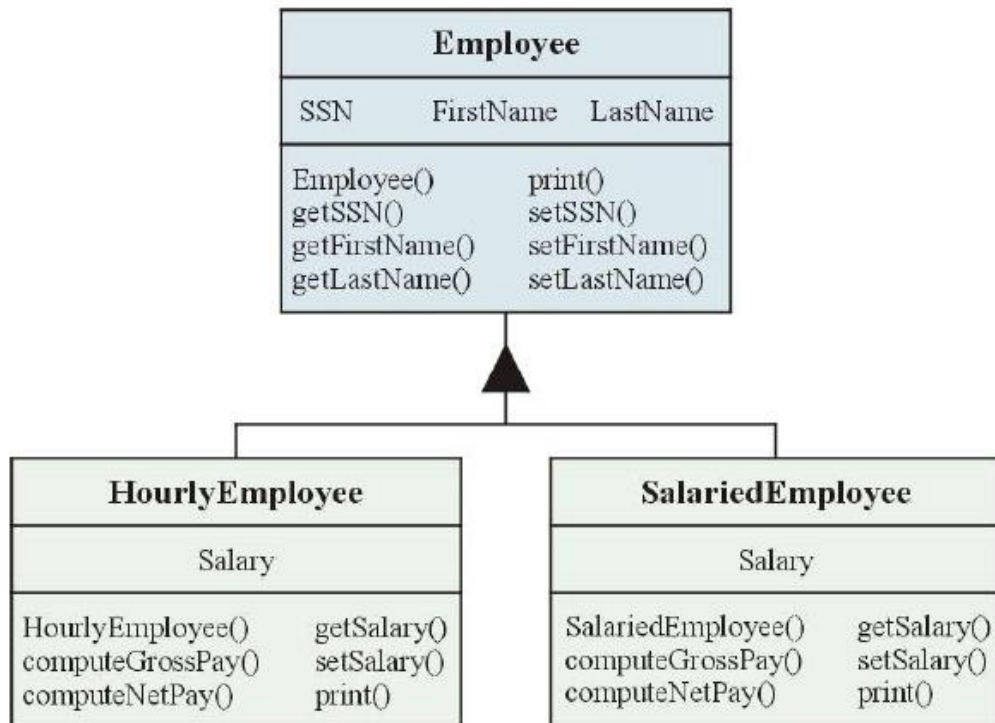 Employee
SSN FirstName LastName
Employee() print()
getSSN() setSSN()
getFirstName() setFirstName()
getLastName() setLastName()
HourlyEmployee
Salary
HourlyEmployee() getSalary()
computeGrossPay() setSalary()
computeNetPay() print()
SalariedEmployee
Salary
SalariedEmployee() getSalary()
computeGrossPay() setSalary()
computeNetPay() print()